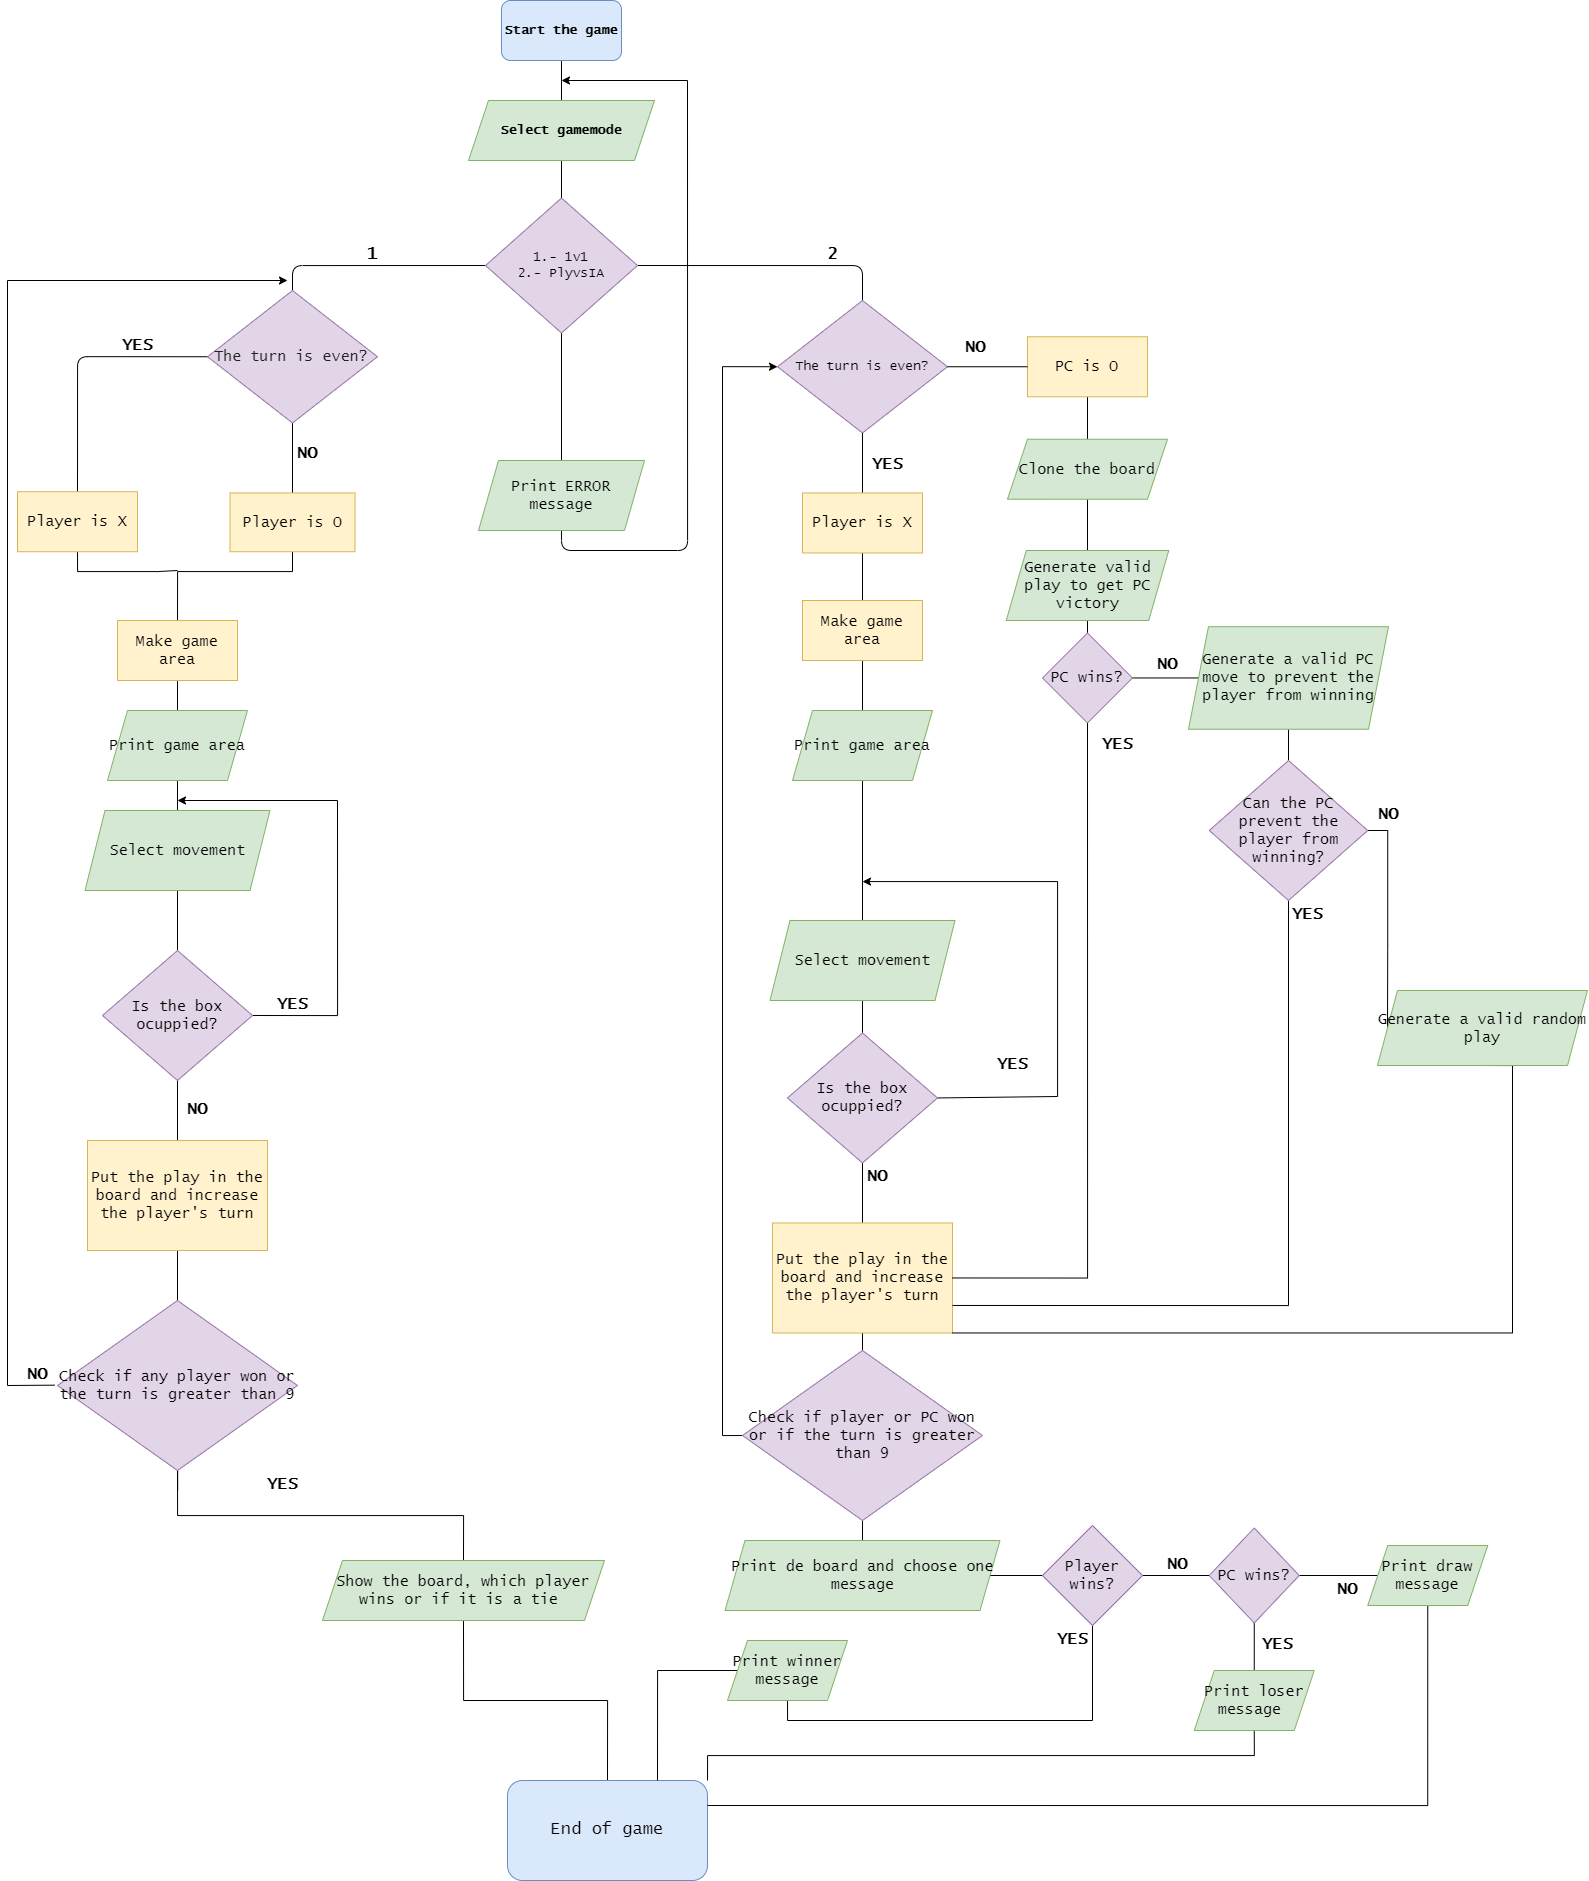 Start the game
Select gamemode
1.- 1v1
2.- PlyvsIA
1
2
The turn is even?
YES
NO
Player is X
Player is O
Print ERROR
message
Make game
area
Print game area
Select movement
Is the box
ocuppied?
YES
NO
Put the play in the
board and increase
the player's turn
Check if any player won or
the turn is greater than 9
NO
YES
Show the board, which player
wins or if it is a tie
The turn is even?
NO
PC is O
YES
Clone the board
Player is X
Generate valid
play to get PC
victory
Make game
area
PC wins?
NO
Generate a valid PC
move to prevent the
player from winning
YES
Print game area
Can the PC
prevent the
player from
winning?
NO
YES
Generate a valid random
play
Select movement
Is the box
ocuppied?
YES
NO
Put the play in the
board and increase
the player's turn
Check if player or PC won
or if the turn is greater
than 9
Print de board and choose one
message
Player
wins?
NO
PC wins?
NO
Print draw
message
YES
YES
Print winner
message
Print loser
message
End of game